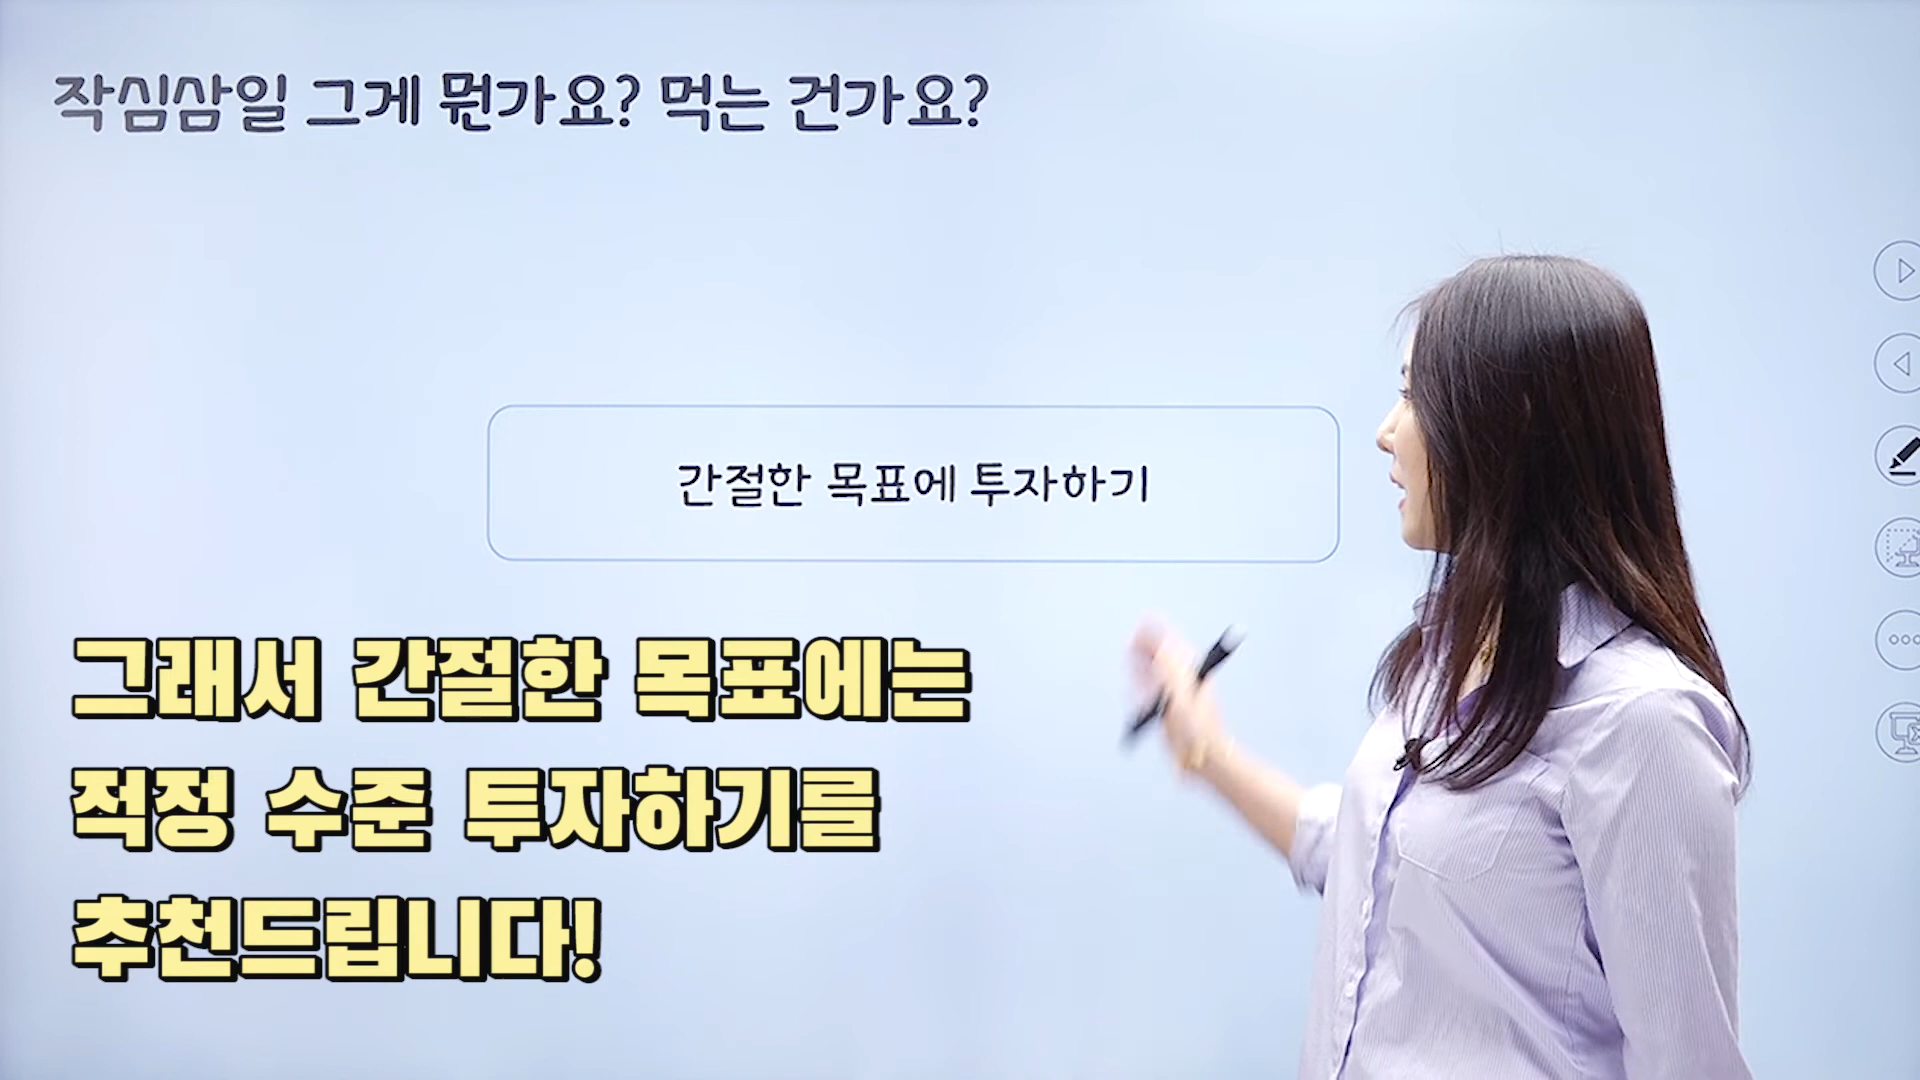 작심삼일 그게 뭔가요? 먹는 건가요?
간절한 목표에 투자하기
그래서 간절한 목표에는
적정 수준 투자하기를
추천드립니다!